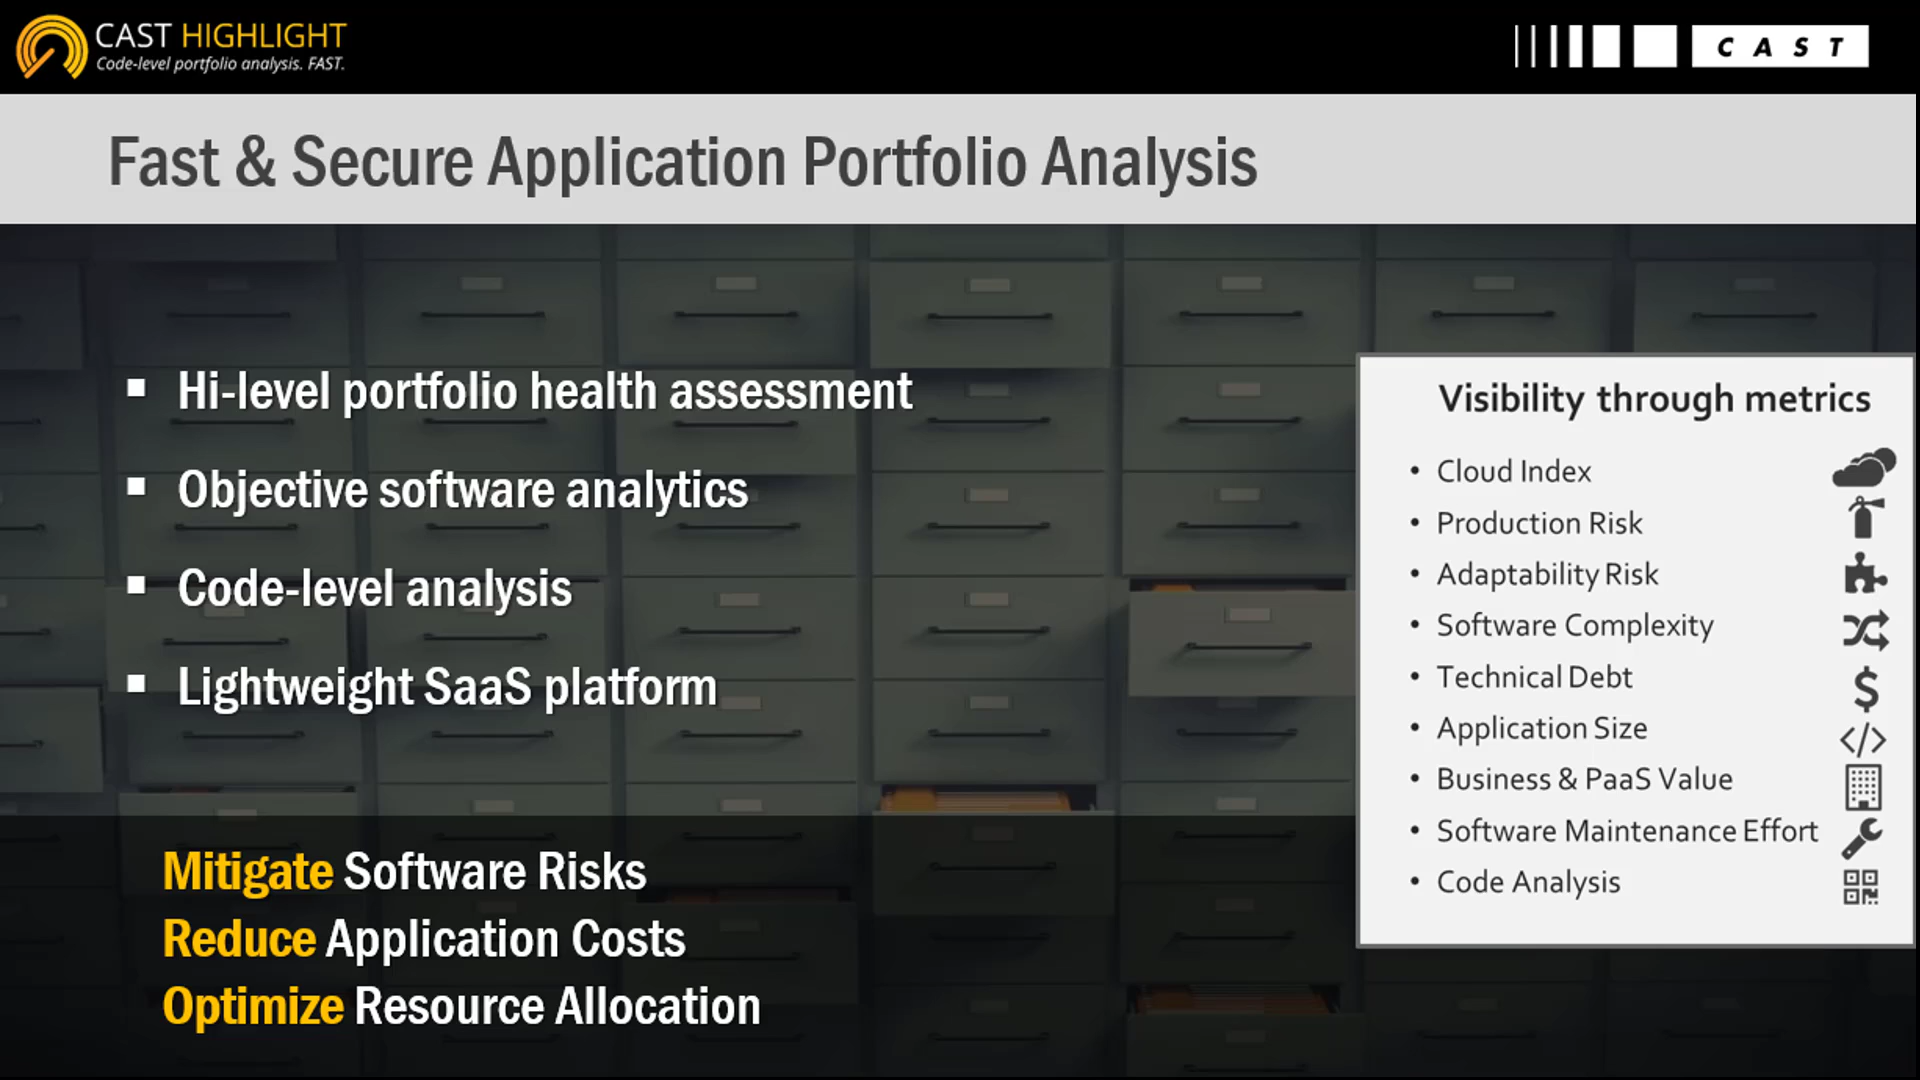 CAST HIGHLIGHT
Code-level portfolio analysis. FAST.
CAST
Fast & Secure Application Portfolio Analysis
Hi-level portfolio health assessment
Objective software analytics
Code-level analysis
Lightweight SaaS platform
Mitigate Software Risks
Reduce Application Costs
Optimize Resource Allocation
Visibility through metrics
Cloud Index
Production Risk
Adaptability Risk
Software Complexity
Technical Debt
Application Size
Business & PaaS Value
Software Maintenance Effort
Code Analysis